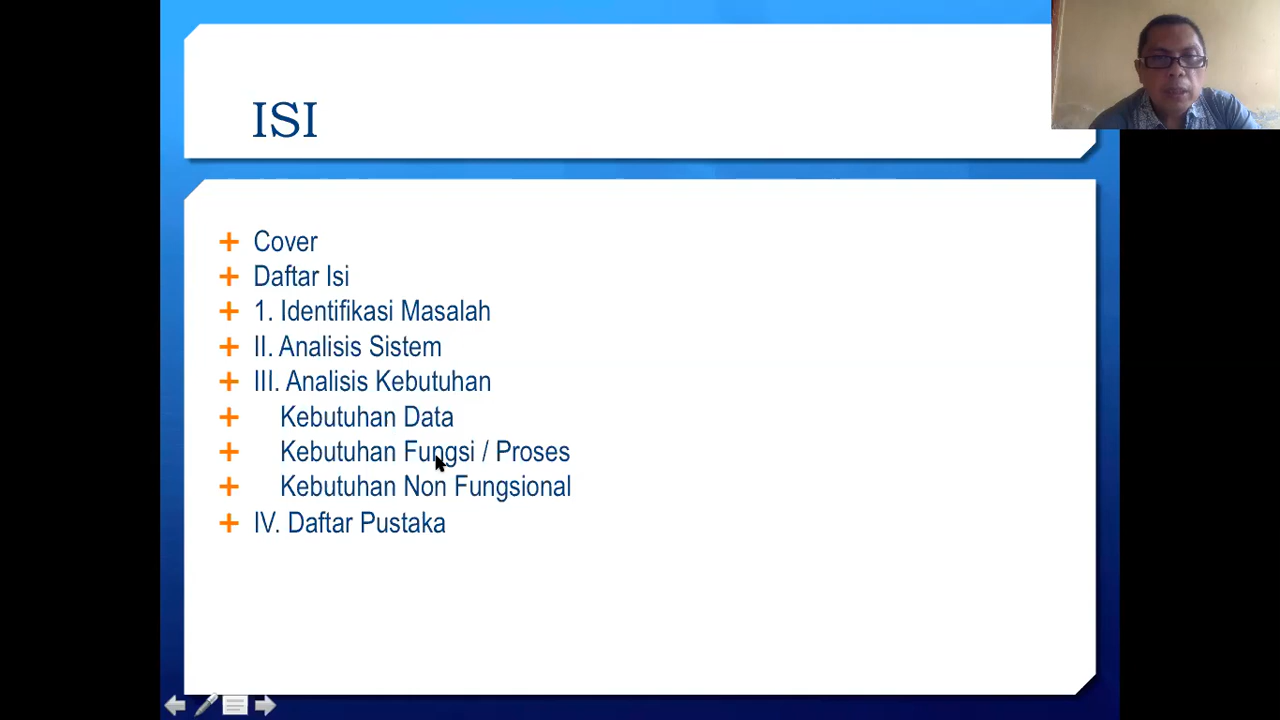 ISI
Cover
Daftar Isi
1. Identifikasi Masalah
II. Analisis Sistem
III. Analisis Kebutuhan
Kebutuhan Data
Kebutuhan Fungsi / Proses
Kebutuhan Non Fungsional
IV. Daftar Pustaka